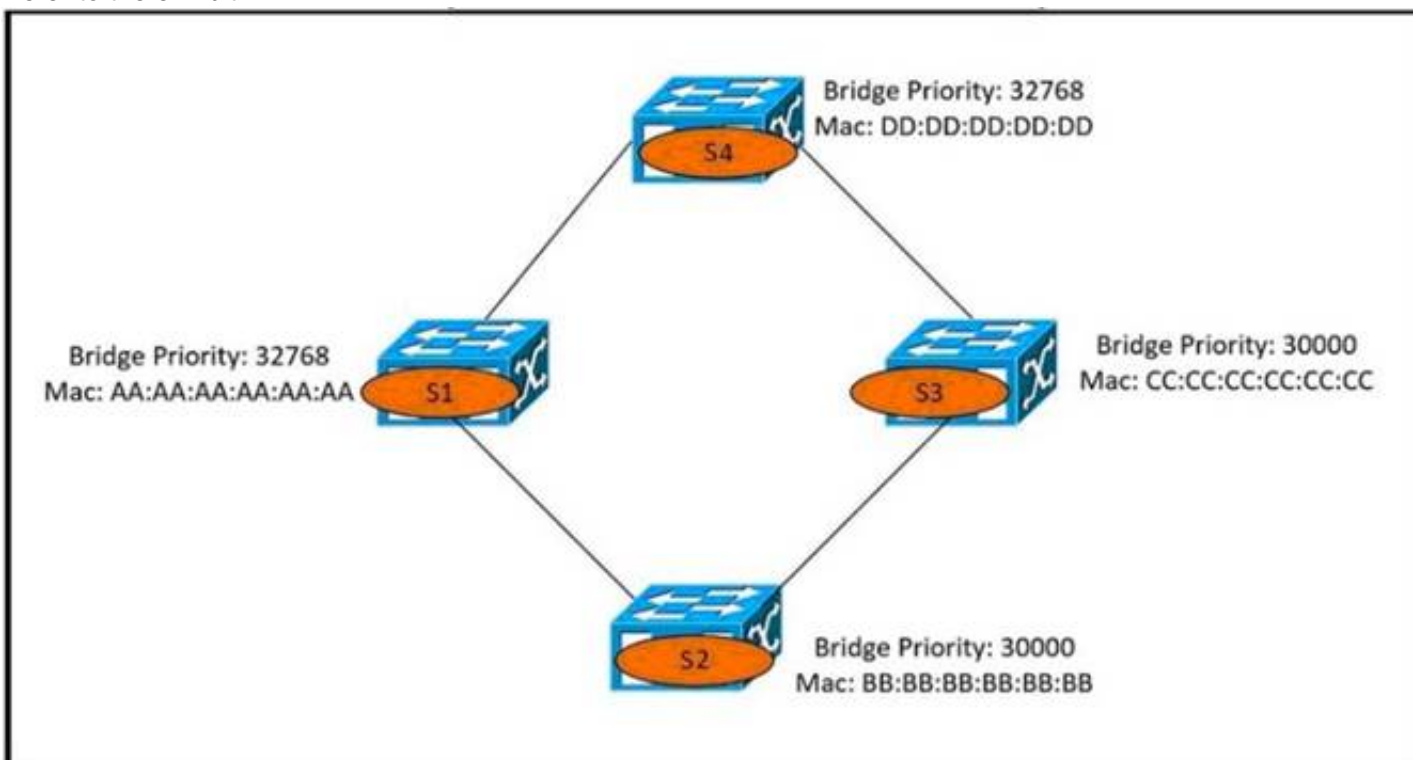 Bridge Priority: 32768
Mac: DD:DD:DD:DD:DD
S4
Bridge Priority: 32768
Mac: AA:AA:AA:AA:AA:AA
S1
Bridge Priority: 30000
Mac: CC:CC:CC:CC:CC:CC
S3
S2
Bridge Priority: 30000
Mac: BB:BB:BB:BB:BB:BB